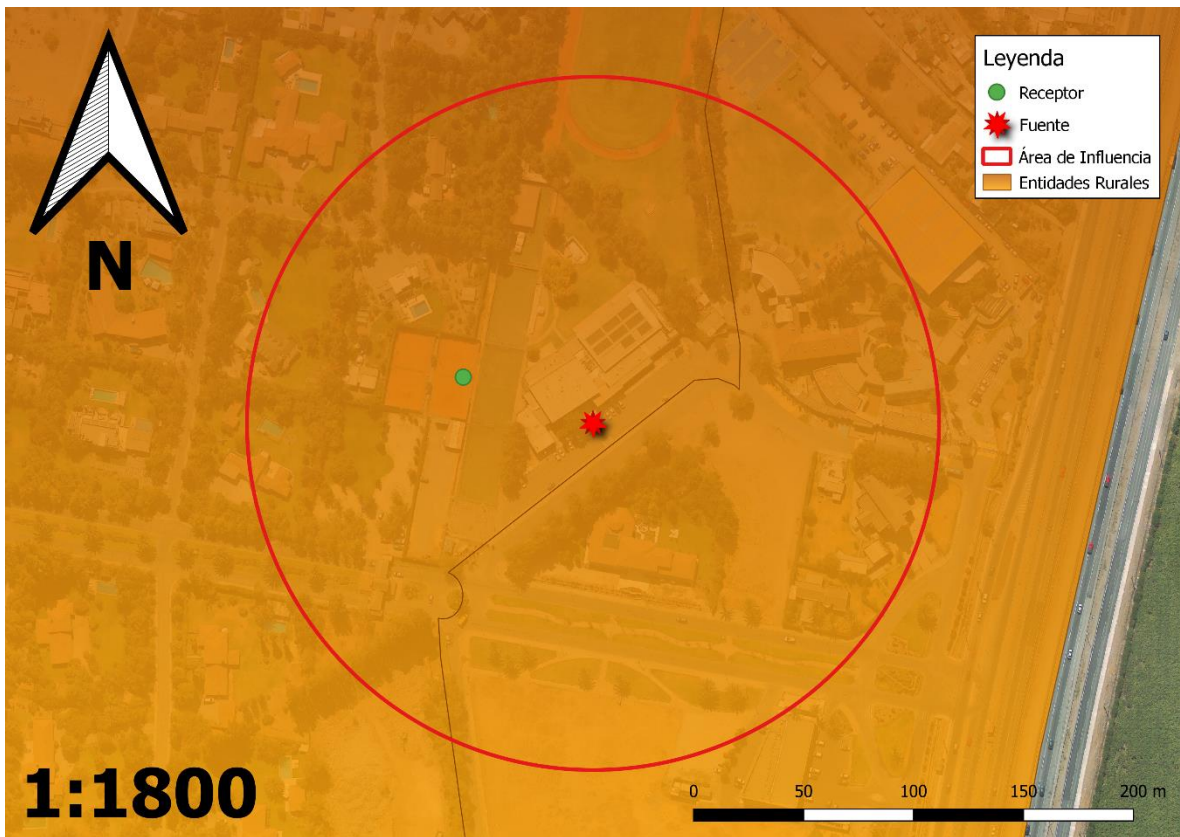 Leyenda
Receptor
Fuente
Área de Influencia
Entidades Rurales
N
1:1800
0 50 100 150 200 m